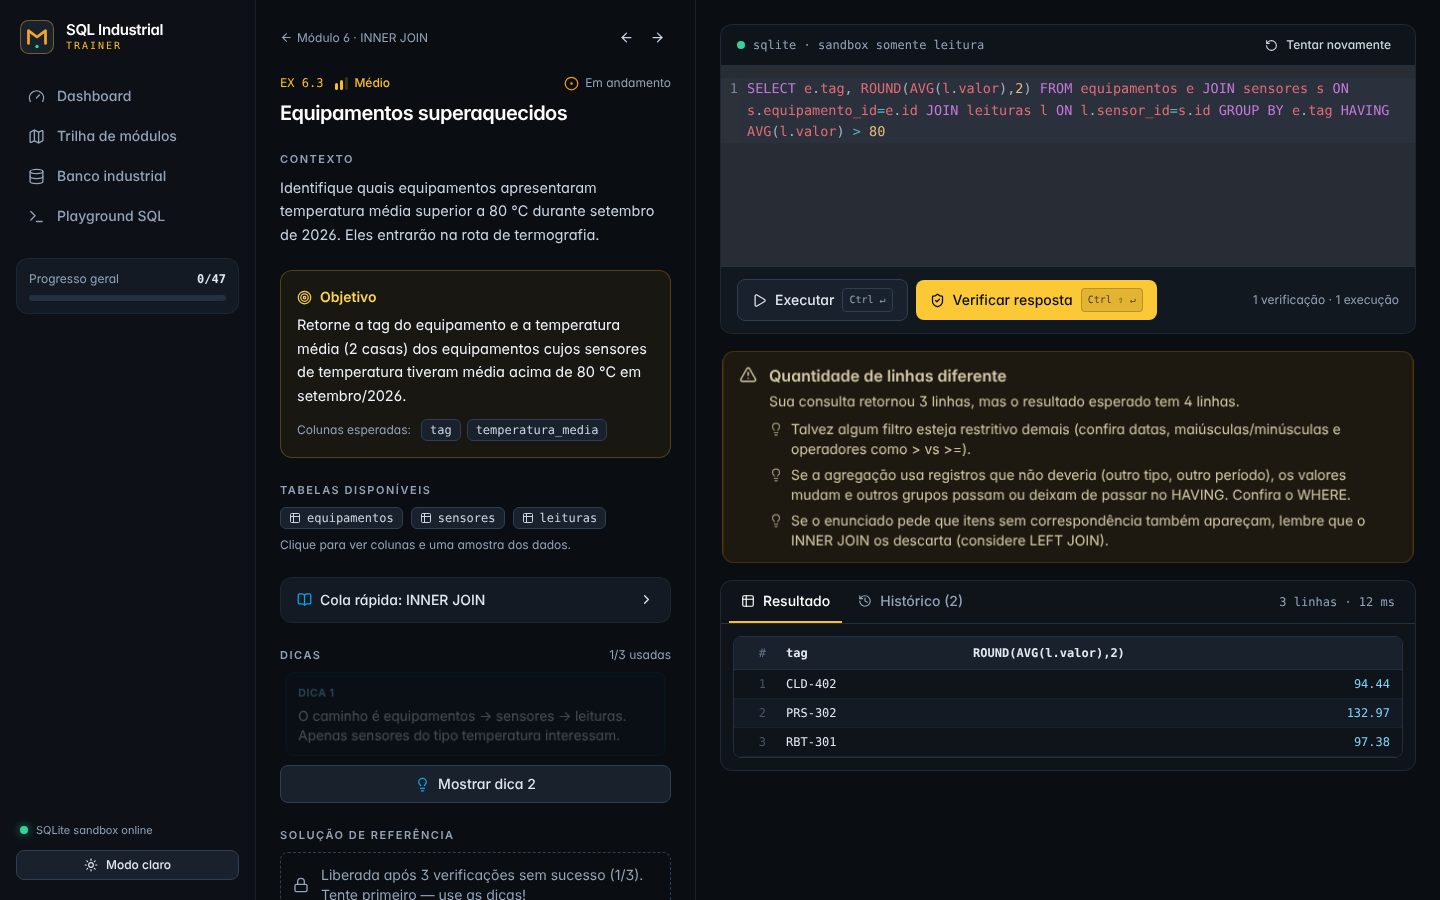 SQL Industrial
TRAINER
Dashboard
Trilha de módulos
Banco industrial
Playground SQL
Progresso geral 0/47
SQLite sandbox online
Modo claro
← Módulo 6 · INNER JOIN ← →
EX 6.3 Médio Em andamento
Equipamentos superaquecidos
CONTEXTO
Identifique quais equipamentos apresentaram
temperatura média superior a 80 °C durante setembro
de 2026. Eles entrarão na rota de termografia.
Objetivo
Retorne a tag do equipamento e a temperatura
média (2 casas) dos equipamentos cujos sensores
de temperatura tiveram média acima de 80 °C em
setembro/2026.
Colunas esperadas: tag temperatura_media
TABELAS DISPONÍVEIS
equipamentos sensores leituras
Clique para ver colunas e uma amostra dos dados.
Cola rápida: INNER JOIN
DICAS 1/3 usadas
DICA 1
O caminho é equipamentos → sensores → leituras.
Apenas sensores do tipo temperatura interessam.
Mostrar dica 2
SOLUÇÃO DE REFERÊNCIA
Liberada após 3 verificações sem sucesso (1/3).
Tente primeiro — use as dicas!
sqlite · sandbox somente leitura Tentar novamente
1 SELECT e.tag, ROUND(AVG(l.valor),2) FROM equipamentos e JOIN sensores s ON
s.equipamento_id=e.id JOIN leituras l ON l.sensor_id=s.id GROUP BY e.tag HAVING
AVG(l.valor) > 80
Executar Ctrl ↵ Verificar resposta Ctrl ⇧ ↵ 1 verificação · 1 execução
Quantidade de linhas diferente
Sua consulta retornou 3 linhas, mas o resultado esperado tem 4 linhas.
Talvez algum filtro esteja restritivo demais (confira datas, maiúsculas/minúsculas e
operadores como > vs >=).
Se a agregação usa registros que não deveria (outro tipo, outro período), os valores
mudam e outros grupos passam ou deixam de passar no HAVING. Confira o WHERE.
Se o enunciado pede que itens sem correspondência também apareçam, lembre que o
INNER JOIN os descarta (considere LEFT JOIN).
Resultado Histórico (2) 3 linhas · 12 ms
# tag ROUND(AVG(l.valor),2)
1 CLD-402 94.44
2 PRS-302 132.97
3 RBT-301 97.38